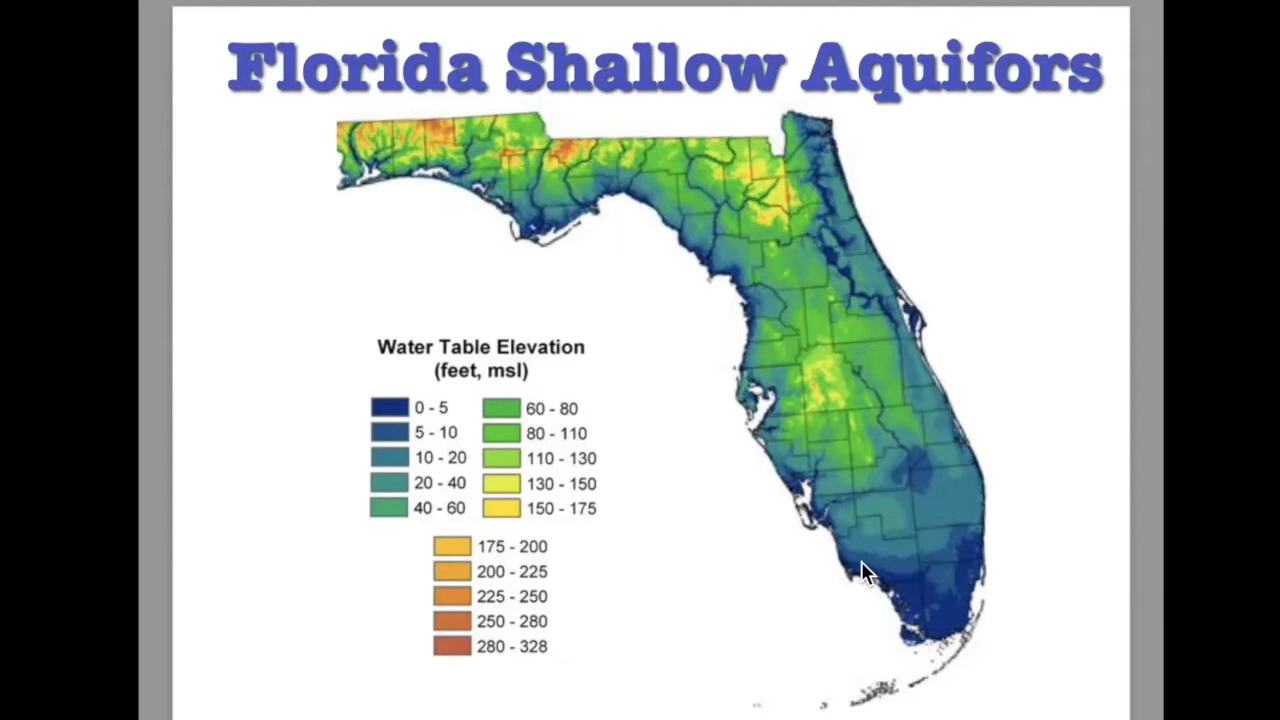 Florida Shallow Aquifors
Water Table Elevation
(feet, msl)
0 - 5
5 - 10
10 - 20
20 - 40
40 - 60
60 - 80
80 - 110
110 - 130
130 - 150
150 - 175
175 - 200
200 - 225
225 - 250
250 - 280
280 - 328